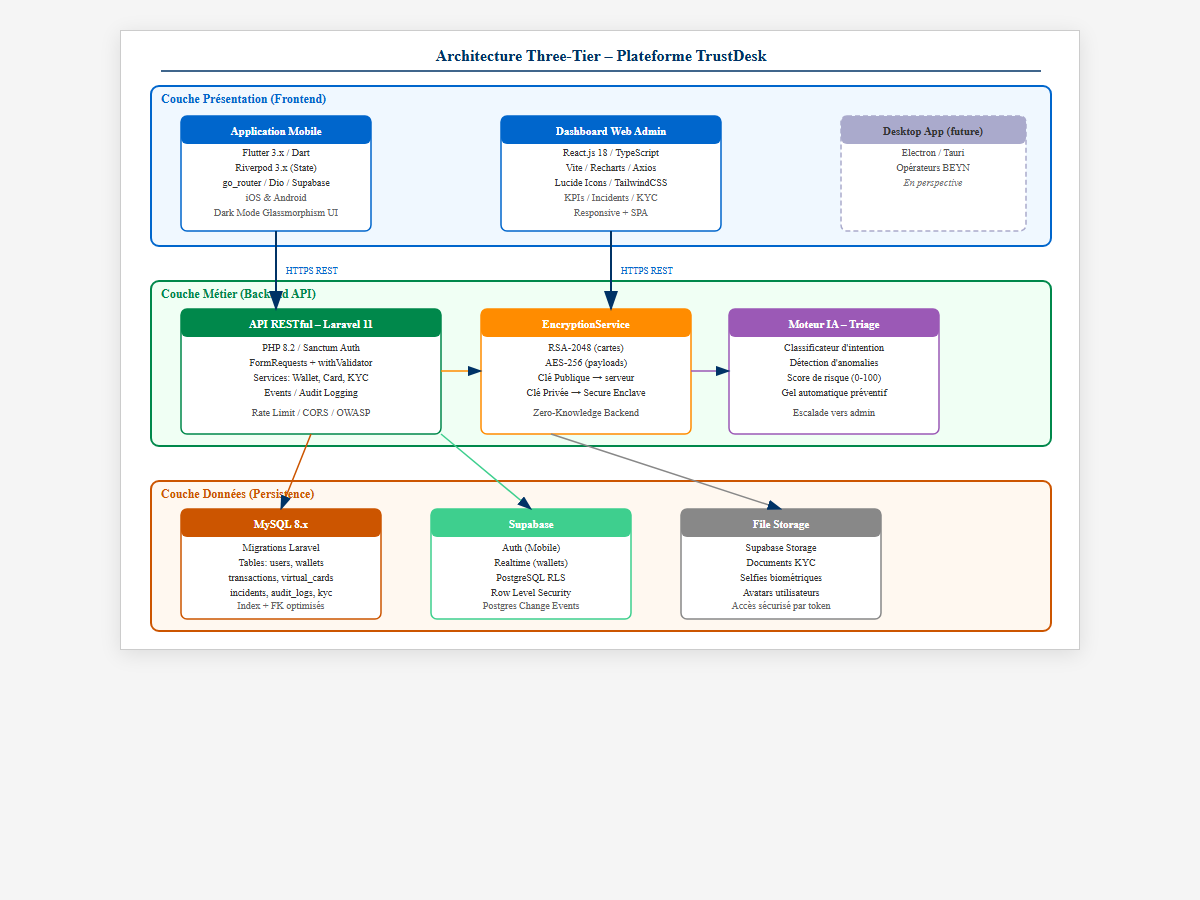 Architecture Three-Tier – Plateforme TrustDesk
Couche Présentation (Frontend)
Application Mobile
Flutter 3.x / Dart
Riverpod 3.x (State)
go_router / Dio / Supabase
iOS & Android
Dark Mode Glassmorphism UI
Dashboard Web Admin
React.js 18 / TypeScript
Vite / Recharts / Axios
Lucide Icons / TailwindCSS
KPIs / Incidents / KYC
Responsive + SPA
Desktop App (future)
Electron / Tauri
Opérateurs BEYN
En perspective
HTTPS REST
HTTPS REST
Couche Métier (Backend API)
API RESTful – Laravel 11
PHP 8.2 / Sanctum Auth
FormRequests + withValidator
Services: Wallet, Card, KYC
Events / Audit Logging
Rate Limit / CORS / OWASP
EncryptionService
RSA-2048 (cartes)
AES-256 (payloads)
Clé Publique → serveur
Clé Privée → Secure Enclave
Zero-Knowledge Backend
Moteur IA – Triage
Classificateur d'intention
Détection d'anomalies
Score de risque (0-100)
Gel automatique préventif
Escalade vers admin
Couche Données (Persistence)
MySQL 8.x
Migrations Laravel
Tables: users, wallets
transactions, virtual_cards
incidents, audit_logs, kyc
Index + FK optimisés
Supabase
Auth (Mobile)
Realtime (wallets)
PostgreSQL RLS
Row Level Security
Postgres Change Events
File Storage
Supabase Storage
Documents KYC
Selfies biométriques
Avatars utilisateurs
Accès sécurisé par token